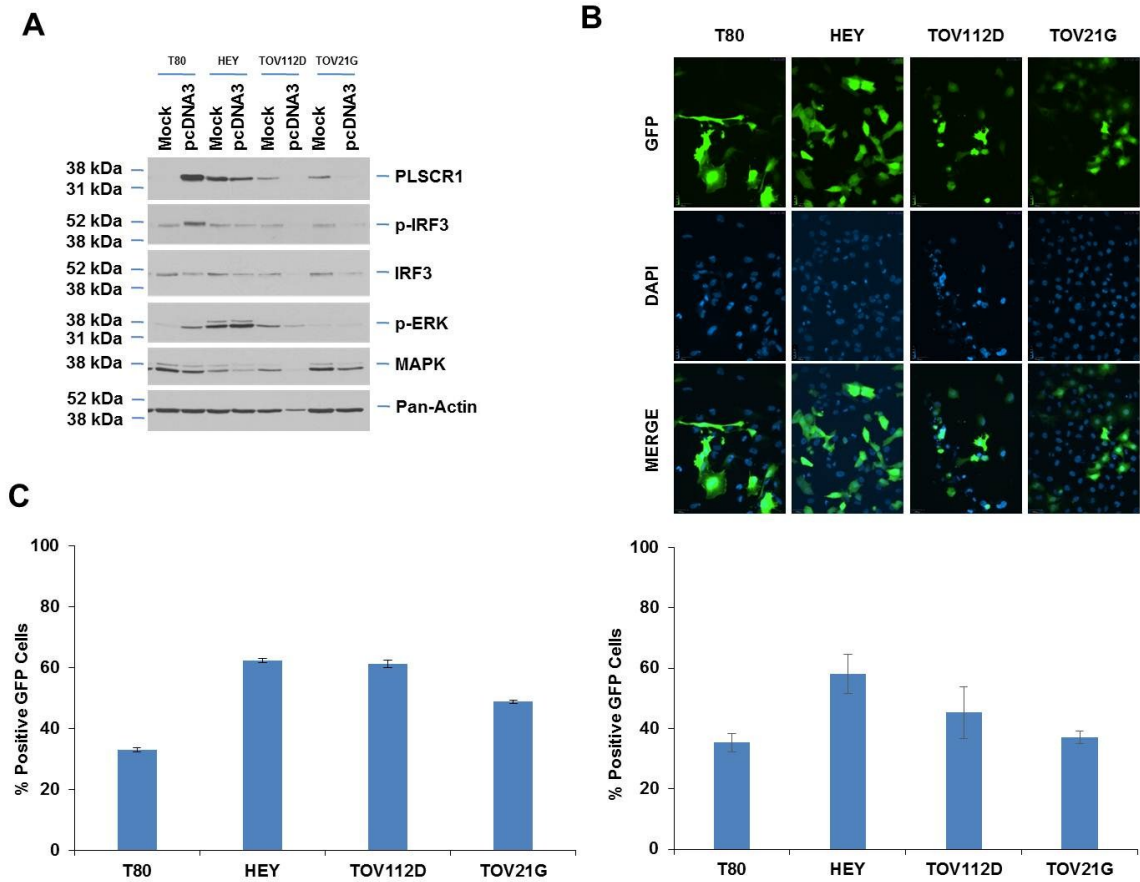 A
T80 HEY TOV112D TOV21G
Mock pcDNA3 Mock pcDNA3 Mock pcDNA3 Mock pcDNA3
38 kDa
31 kDa
PLSCR1
52 kDa
38 kDa
p-IRF3
52 kDa
38 kDa
IRF3
38 kDa
31 kDa
p-ERK
38 kDa
MAPK
52 kDa
38 kDa
Pan-Actin
B
T80 HEY TOV112D TOV21G
GFP
DAPI
MERGE
C
% Positive GFP Cells
100
80
60
40
20
0
T80 HEY TOV112D TOV21G
% Positive GFP Cells
100
80
60
40
20
0
T80 HEY TOV112D TOV21G